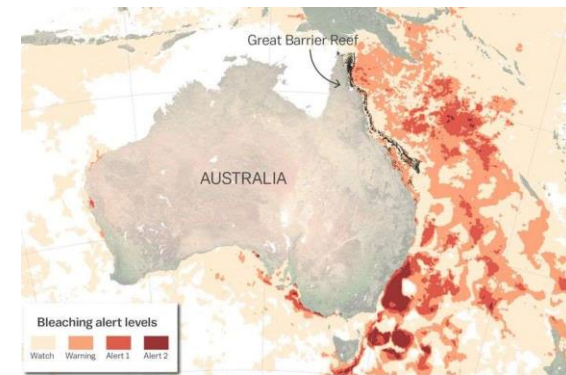 Great Barrier Reef
AUSTRALIA
Bleaching alert levels
Watch Warning Alert 1 Alert 2